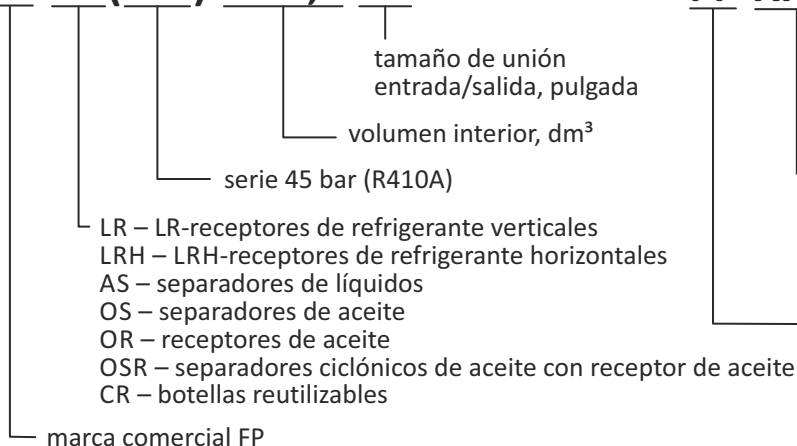 tamaño de unión
entrada/salida, pulgada
volumen interior, dm³
serie 45 bar (R410A)
LR – LR-receptores de refrigerante verticales
LRH – LRH-receptores de refrigerante horizontales
AS – separadores de líquidos
OS – separadores de aceite
OR – receptores de aceite
OSR – separadores ciclónicos de aceite con receptor de aceite
CR – botellas reutilizables
marca comercial FP